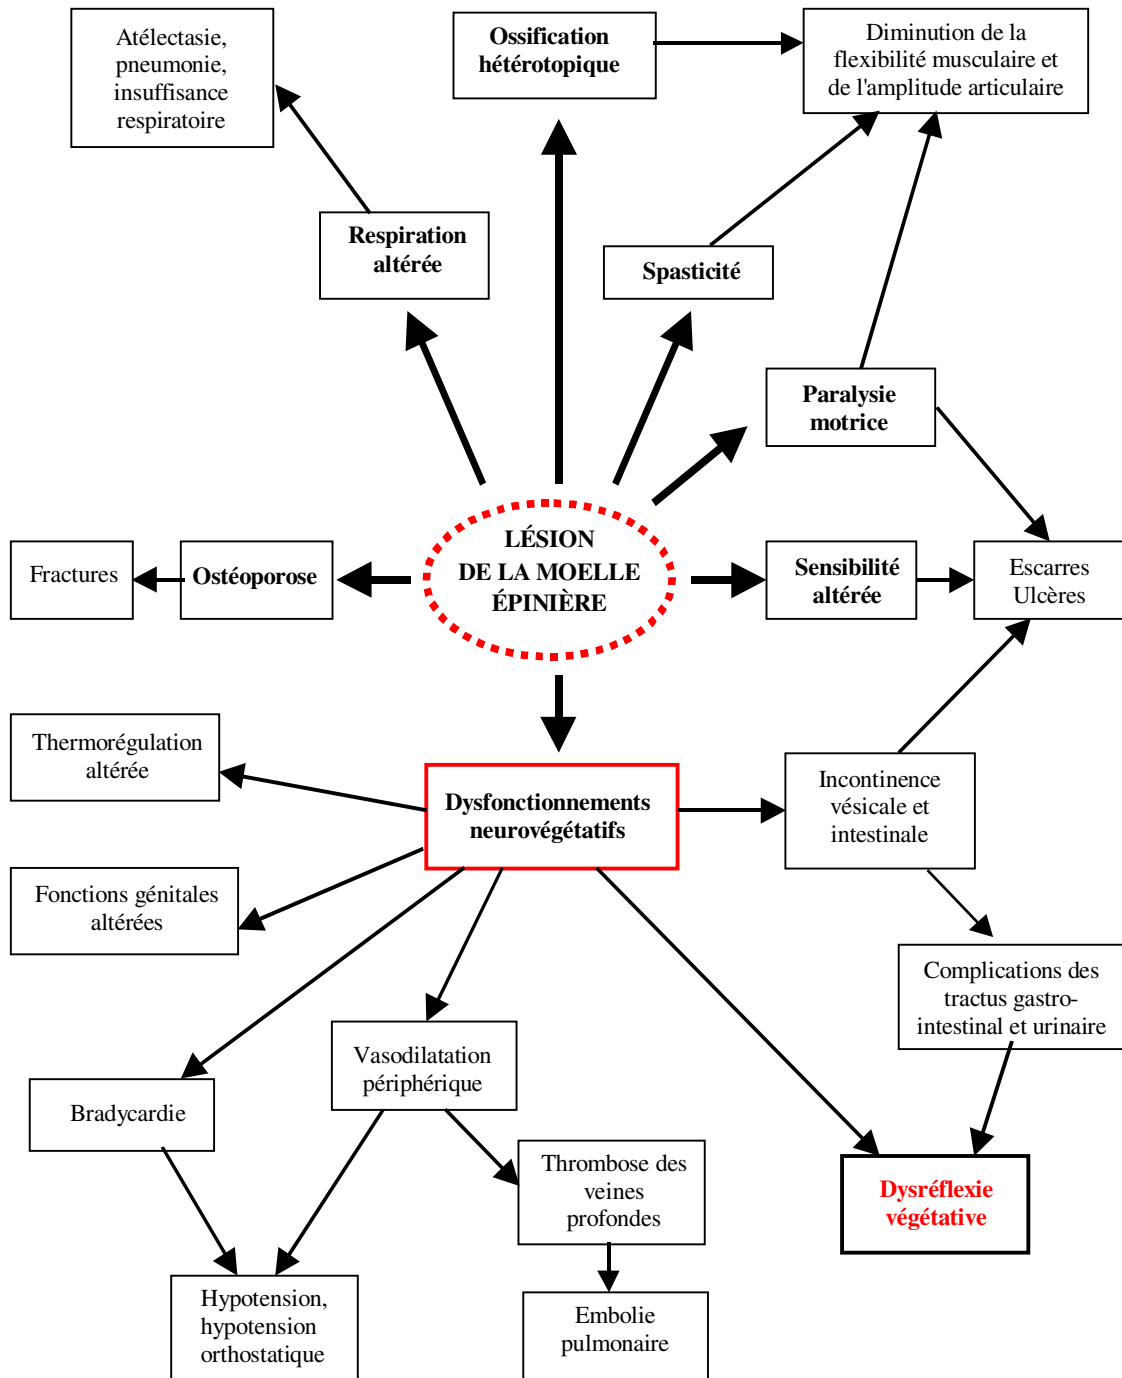 Atélectasie,
pneumonie,
insuffisance
respiratoire
Ossification
hétérotopique
Diminution de la
flexibilité musculaire et
de l'amplitude articulaire
Respiration
altérée
Spasticité
Paralysie
motrice
LÉSION
DE LA MOELLE
ÉPINIÈRE
Fractures
Ostéoporose
Sensibilité
altérée
Escarres
Ulcères
Thermorégulation
altérée
Dysfonctionnements
neurovégétatifs
Incontinence
vésicale et
intestinale
Fonctions génitales
altérées
Complications des
tractus gastro-
intestinal et urinaire
Vasodilatation
périphérique
Bradycardie
Thrombose des
veines
profondes
Dysréflexie
végétative
Hypotension,
hypotension
orthostatique
Embolie
pulmonaire